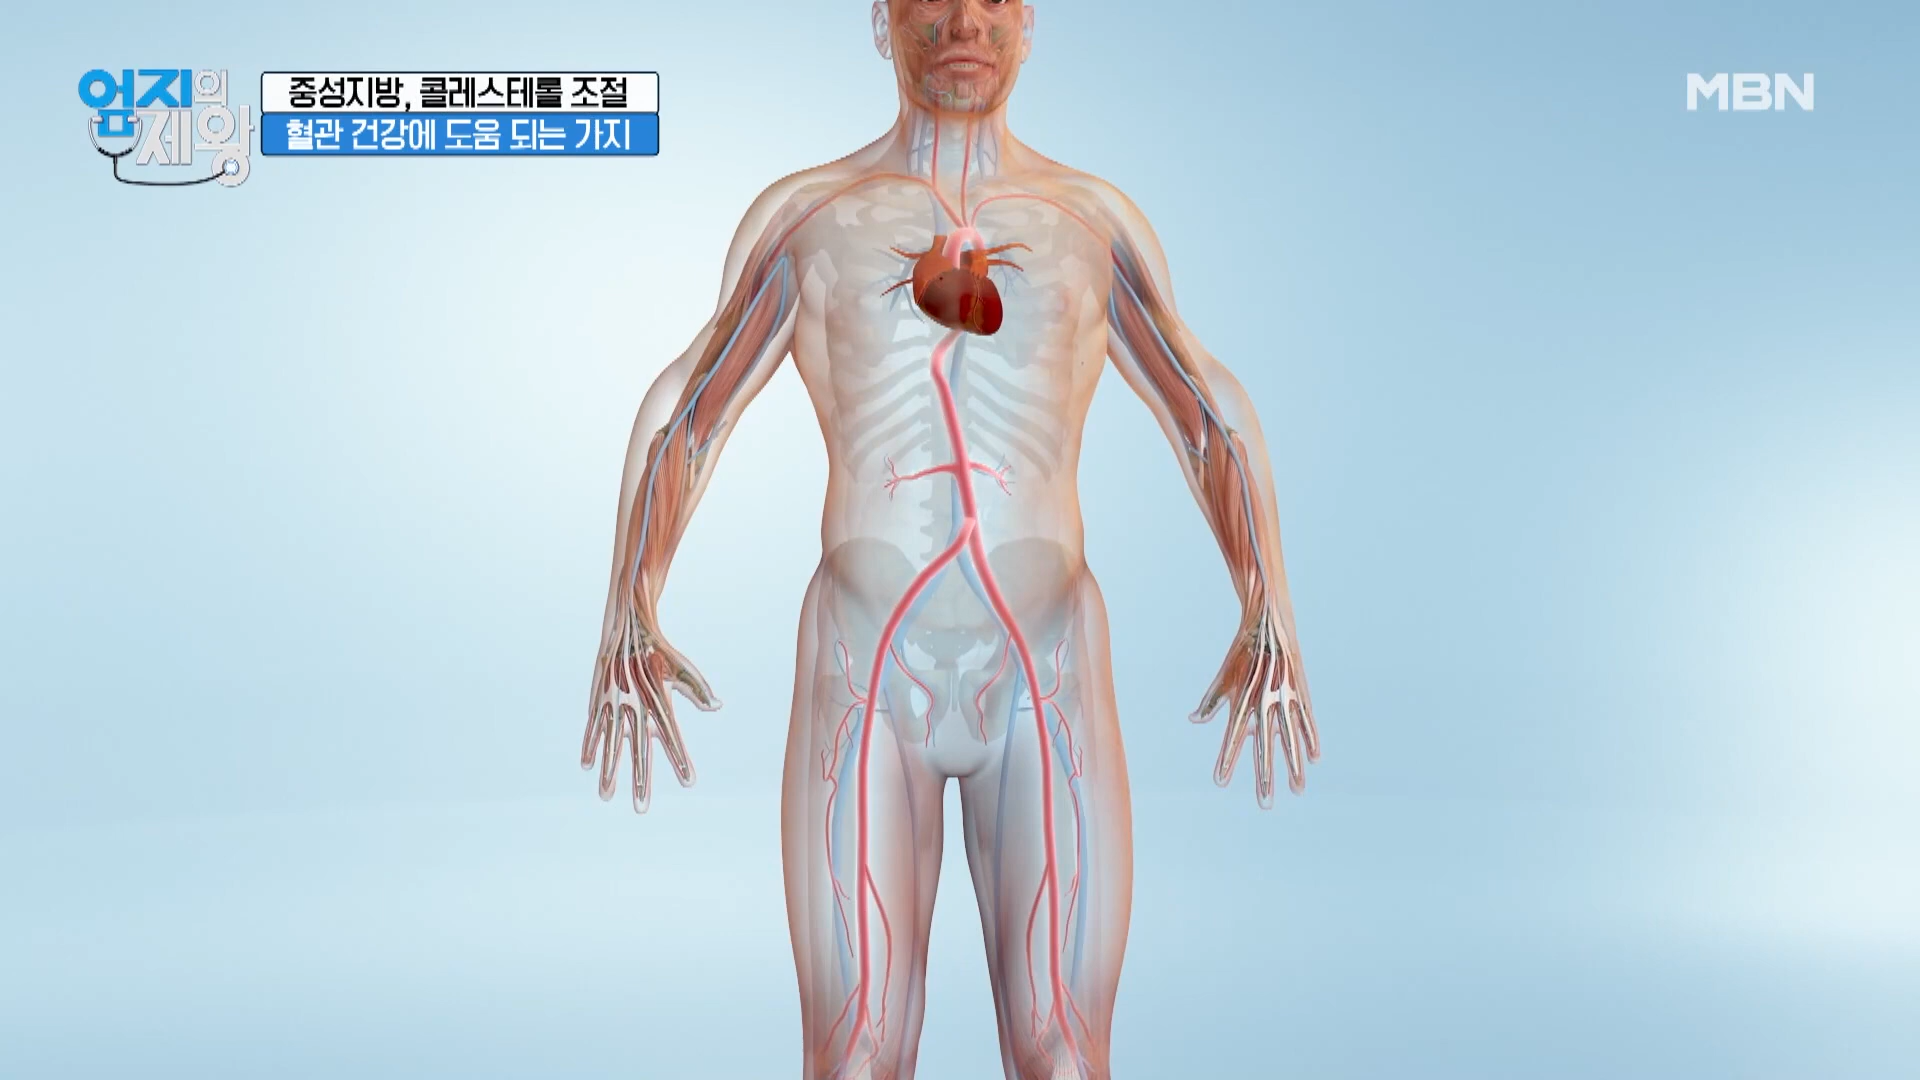 엄지의 제왕
중성지방, 콜레스테롤 조절
혈관 건강에 도움 되는 가지
MBN